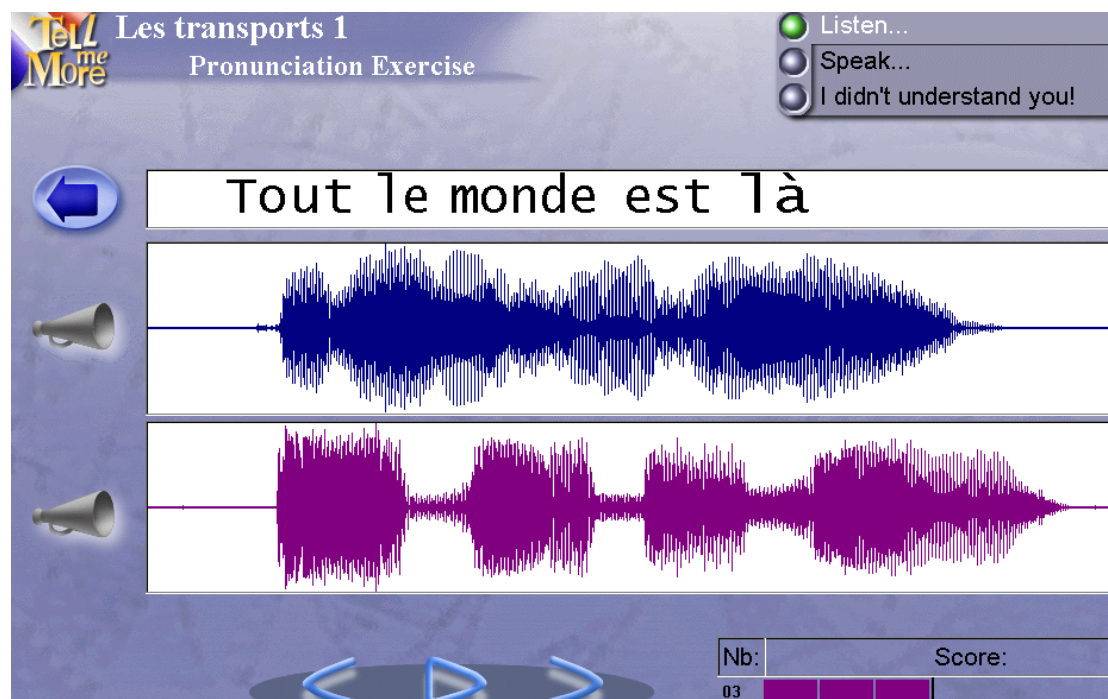 Tell me More
Les transports 1
Pronunciation Exercise
Listen...
Speak...
I didn't understand you!
Tout le monde est là
Nb: Score:
03